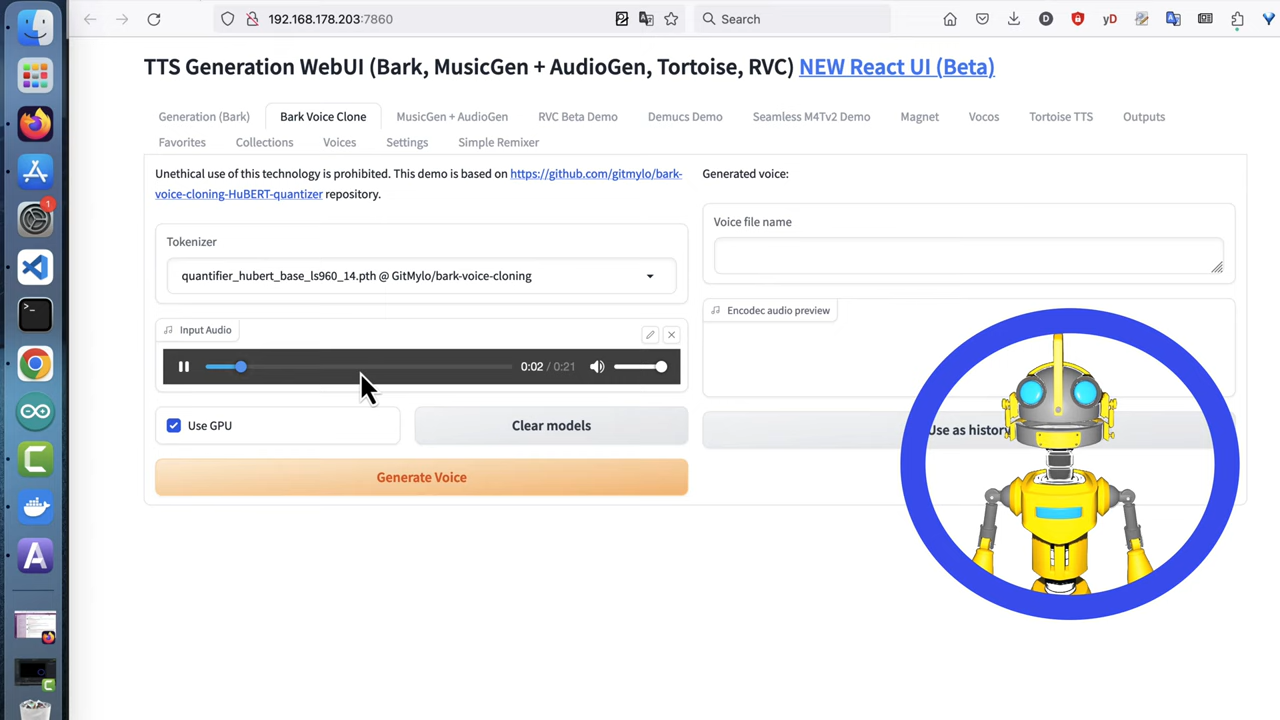 192.168.178.203:7860
Search
D
yD
TTS Generation WebUI (Bark, MusicGen + AudioGen, Tortoise, RVC) NEW React UI (Beta)
Generation (Bark)
Bark Voice Clone
MusicGen + AudioGen
RVC Beta Demo
Demucs Demo
Seamless M4Tv2 Demo
Magnet
Vocos
Tortoise TTS
Outputs
Favorites
Collections
Voices
Settings
Simple Remixer
Unethical use of this technology is prohibited. This demo is based on https://github.com/gitmylo/bark-
voice-cloning-HuBERT-quantizer repository.
Tokenizer
quantifier_hubert_base_ls960_14.pth @ GitMylo/bark-voice-cloning
Input Audio
0:02 / 0:21
Use GPU
Clear models
Generate Voice
Generated voice:
Voice file name
Encodec audio preview
Use as history
1